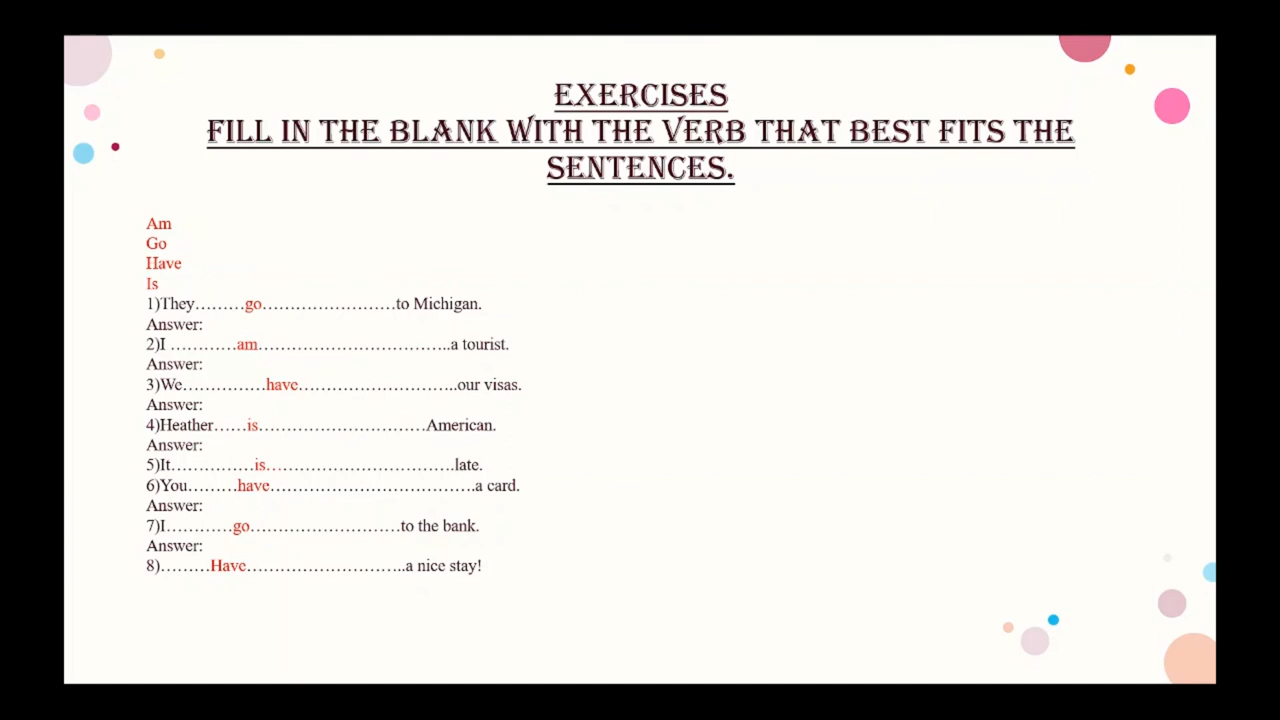 EXERCISES
FILL IN THE BLANK WITH THE VERB THAT BEST FITS THE
SENTENCES.
Am
Go
Have
Is
1)They………go……………………to Michigan.
Answer:
2)I …………am……………………………..a tourist.
Answer:
3)We……………have………………………..our visas.
Answer:
4)Heather……is…………………………American.
Answer:
5)It……………is…………………………….late.
6)You………have……………………………….a card.
Answer:
7)I…………go………………………to the bank.
Answer:
8)………Have………………………..a nice stay!